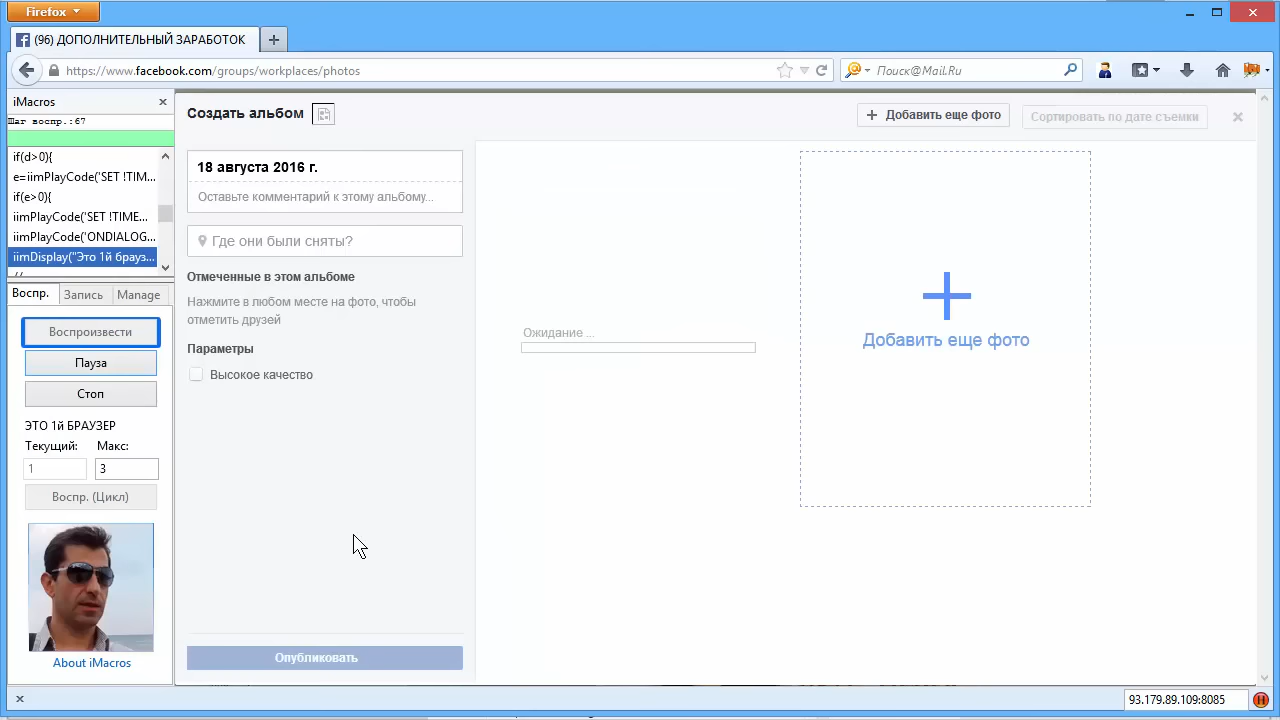 Firefox
(96) ДОПОЛНИТЕЛЬНЫЙ ЗАРАБОТОК
https://www.facebook.com/groups/workplaces/photos
Поиск@Mail.Ru
iMacros
Шаг воспр.:67
if(d>0){
e=iimPlayCode('SET !TIM...
if(e>0){
iimPlayCode('SET !TIME...
iimPlayCode('ONDIALOG...
iimDisplay("Это 1й брауз...
//
Воспр.
Запись
Manage
Воспроизвести
Пауза
Стоп
ЭТО 1й БРАУЗЕР
Текущий:
Макс:
1
3
Воспр. (Цикл)
About iMacros
Создать альбом
Добавить еще фото
Сортировать по дате съемки
18 августа 2016 г.
Оставьте комментарий к этому альбому...
Где они были сняты?
Отмеченные в этом альбоме
Нажмите в любом месте на фото, чтобы
отметить друзей
Параметры
Высокое качество
Опубликовать
Ожидание ...
Добавить еще фото
93.179.89.109:8085